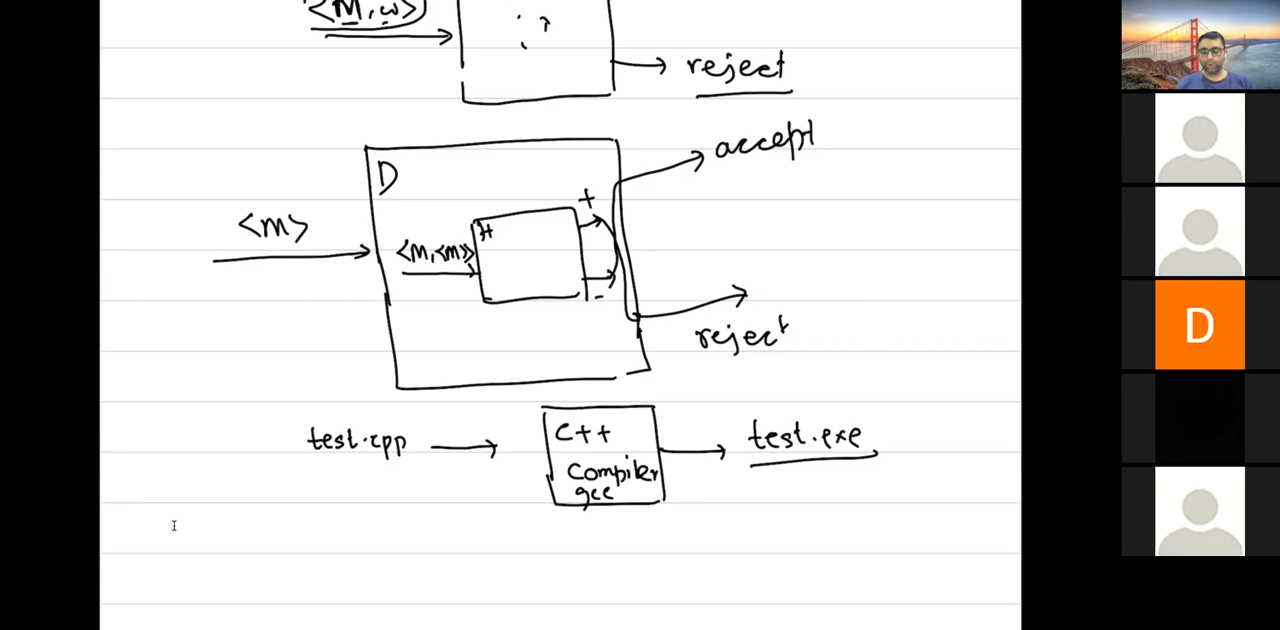 <M, w>
reject
accept
D
+
<m>
H
<M, <m>>
-
reject
test.cpp
C++
test.exe
Compiler
gcc
D